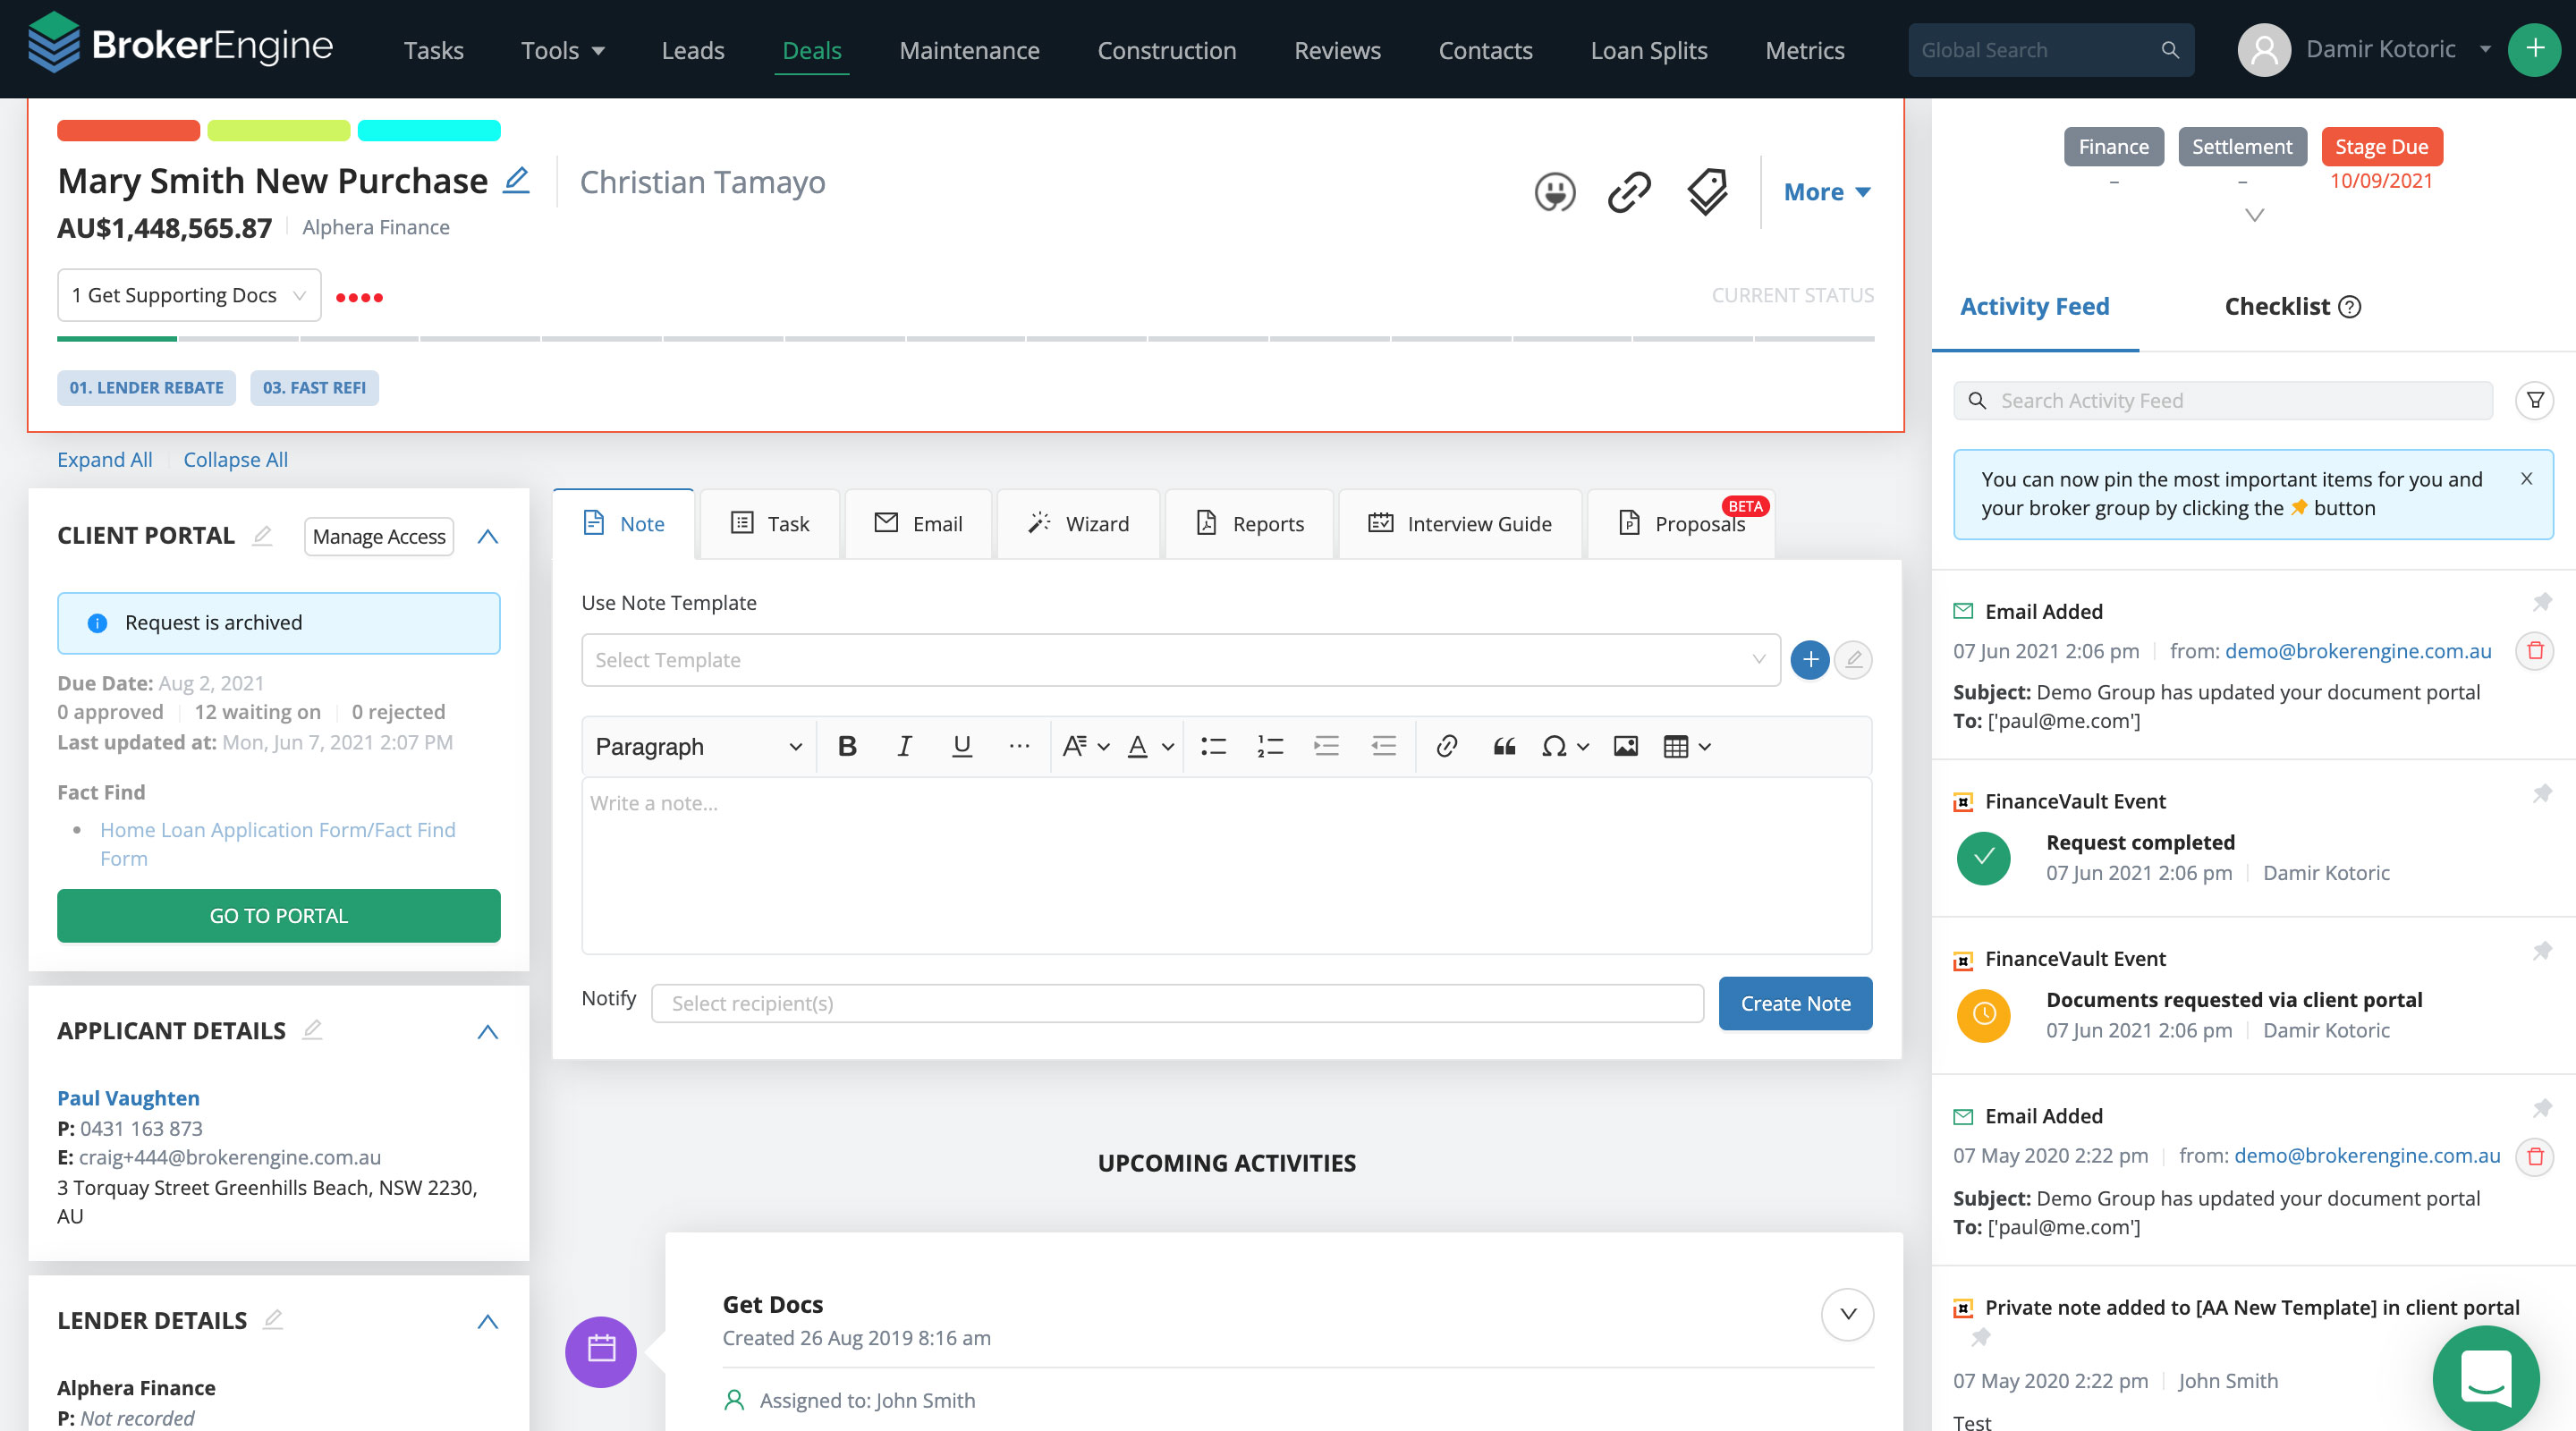 BrokerEngine
Tasks
Tools
Leads
Deals
Maintenance
Construction
Reviews
Contacts
Loan Splits
Metrics
Global Search
Damir Kotoric
Mary Smith New Purchase
Christian Tamayo
AU$1,448,565.87
Alphera Finance
More
1 Get Supporting Docs
CURRENT STATUS
01. LENDER REBATE
03. FAST REFI
Expand All
Collapse All
CLIENT PORTAL
Manage Access
Request is archived
Due Date: Aug 2, 2021
0 approved 12 waiting on 0 rejected
Last updated at: Mon, Jun 7, 2021 2:07 PM
Fact Find
Home Loan Application Form/Fact Find
Form
GO TO PORTAL
APPLICANT DETAILS
Paul Vaughten
P: 0431 163 873
E: craig+444@brokerengine.com.au
3 Torquay Street Greenhills Beach, NSW 2230,
AU
LENDER DETAILS
Alphera Finance
P: Not recorded
Note
Task
Email
Wizard
Reports
Interview Guide
Proposals
BETA
Use Note Template
Select Template
Paragraph
Write a note...
Notify
Select recipient(s)
Create Note
UPCOMING ACTIVITIES
Get Docs
Created 26 Aug 2019 8:16 am
Assigned to: John Smith
Finance
–
Settlement
–
Stage Due
10/09/2021
Activity Feed
Checklist
Search Activity Feed
You can now pin the most important items for you and
your broker group by clicking the 📌 button
Email Added
07 Jun 2021 2:06 pm from: demo@brokerengine.com.au
Subject: Demo Group has updated your document portal
To: ['paul@me.com']
FinanceVault Event
Request completed
07 Jun 2021 2:06 pm Damir Kotoric
FinanceVault Event
Documents requested via client portal
07 Jun 2021 2:06 pm Damir Kotoric
Email Added
07 May 2020 2:22 pm from: demo@brokerengine.com.au
Subject: Demo Group has updated your document portal
To: ['paul@me.com']
Private note added to [AA New Template] in client portal
07 May 2020 2:22 pm John Smith
Test